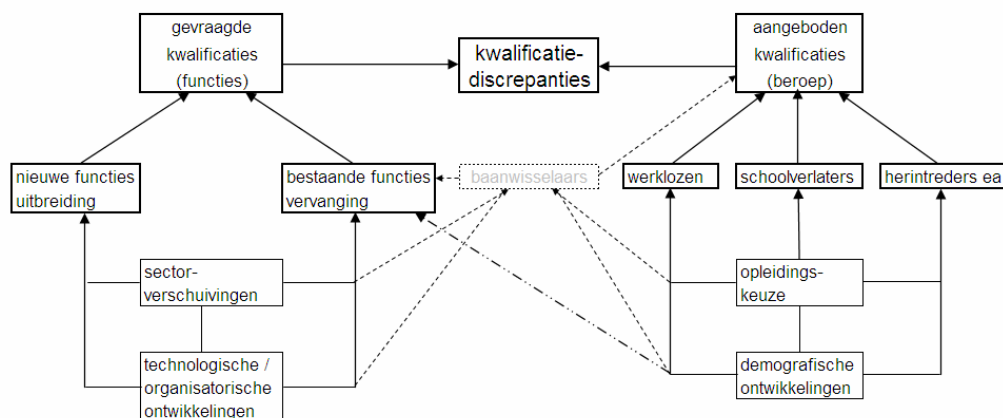 gevraagde
kwalificaties
(functies)
kwalificatie-
discrepanties
aangeboden
kwalificaties
(beroep)
nieuwe functies
uitbreiding
bestaande functies
vervanging
baanwisselaars
werklozen
schoolverlaters
herintreders ea
sector-
verschuivingen
opleidings-
keuze
technologische /
organisatorische
ontwikkelingen
demografische
ontwikkelingen